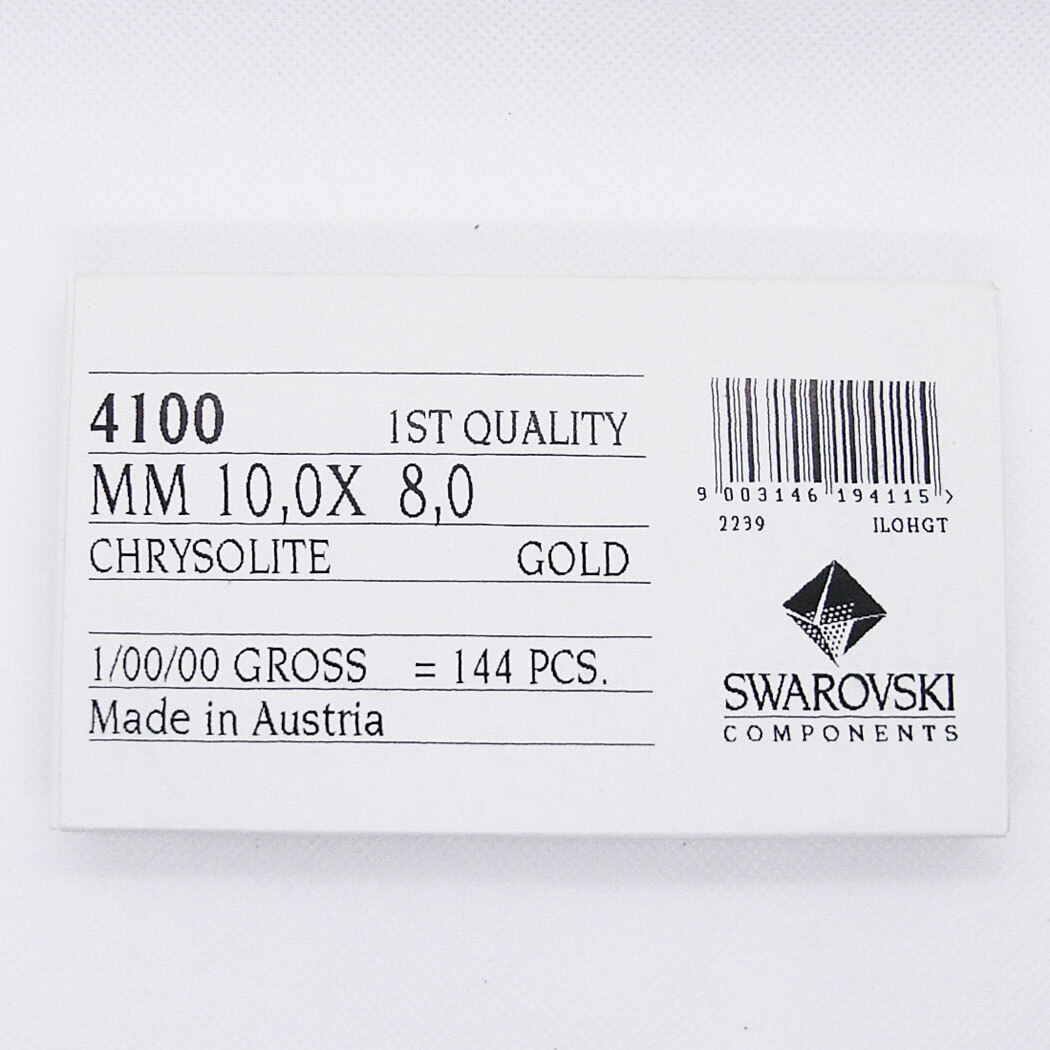 4100 1ST QUALITY
MM 10,0X 8,0
CHRYSOLITE GOLD
1/00/00 GROSS = 144 PCS.
Made in Austria
9 003146 194115 >
2239 ILOHGT
SWAROVSKI
COMPONENTS